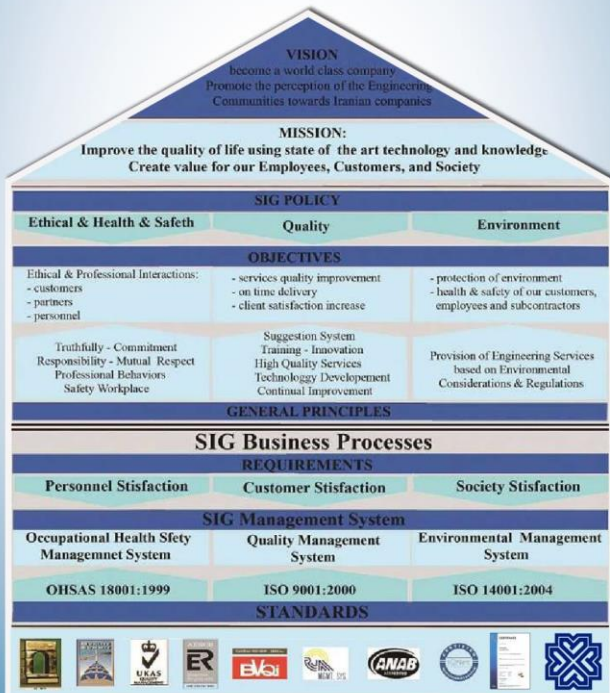 VISION
become a world class company
Promote the perception of the Engineering
Communities towards Iranian companies
MISSION:
Improve the quality of life using state of the art technology and knowledge
Create value for our Employees, Customers, and Society
SIG POLICY
Ethical & Health & Safeth
Quality
Environment
OBJECTIVES
Ethical & Professional Interactions:
- customers
- partners
- personnel
- services quality improvement
- on time delivery
- client satisfaction increase
- protection of environment
- health & safety of our customers,
employees and subcontractors
Truthfully - Commitment
Responsibility - Mutual Respect
Professional Behaviors
Safety Workplace
Suggestion System
Training - Innovation
High Quality Services
Technologgy Developement
Continual Improvement
Provision of Engineering Services
based on Environmental
Considerations & Regulations
GENERAL PRINCIPLES
SIG Business Processes
REQUIREMENTS
Personnel Stisfaction
Customer Stisfaction
Society Stisfaction
SIG Management System
Occupational Health Sfety
Managemnet System
Quality Management
System
Environmental Management
System
OHSAS 18001:1999
ISO 9001:2000
ISO 14001:2004
STANDARDS
UKAS
QUALITY
MANAGEMENT
ER
BVQi
MGMT. SYS.
ANAB